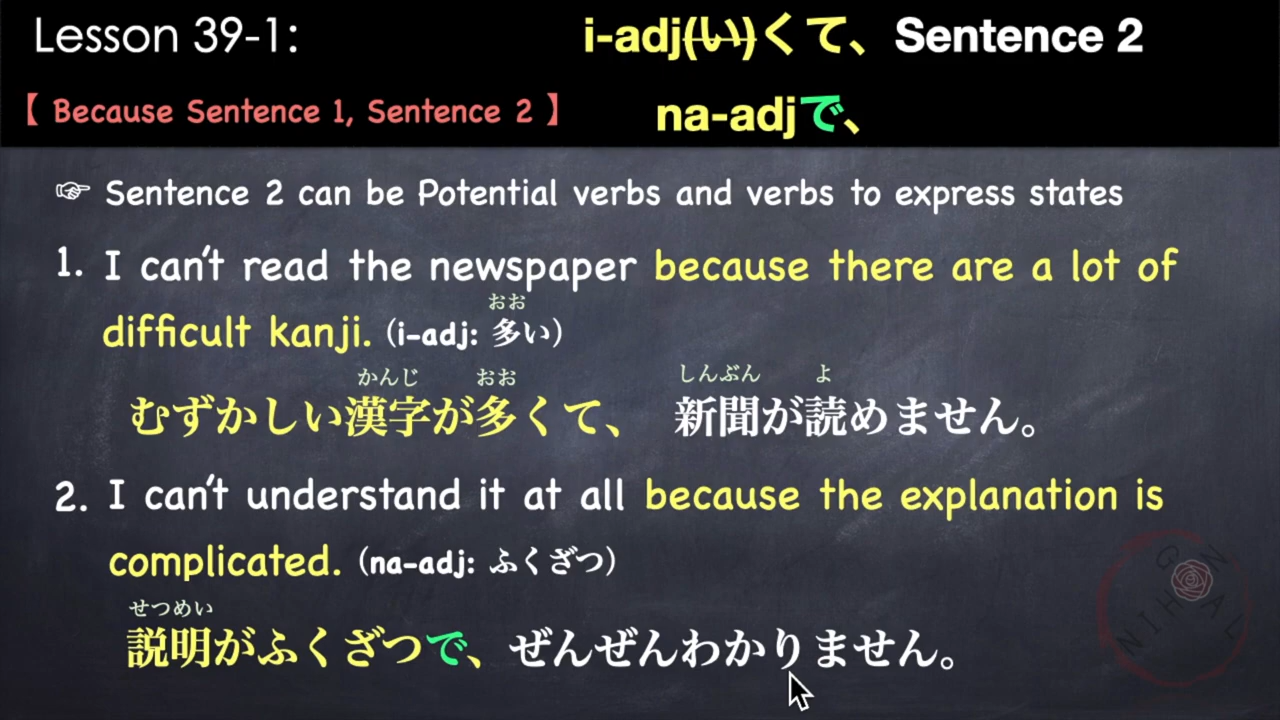 Lesson 39-1:
i-adj(い)くて、Sentence 2
【 Because Sentence 1, Sentence 2 】
na-adjで、
☞ Sentence 2 can be Potential verbs and verbs to express states
1. I can't read the newspaper because there are a lot of
おお
difficult kanji. (i-adj: 多い)
かんじ おお しんぶん よ
むずかしい漢字が多くて、 新聞が読めません。
2. I can't understand it at all because the explanation is
complicated. (na-adj: ふくざつ)
せつめい
説明がふくざつで、ぜんぜんわかりません。
NIHONGONOAL